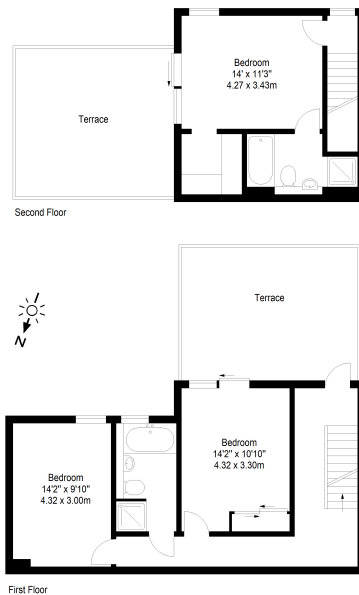 Bedroom
14' x 11'3"
4.27 x 3.43m
Terrace
Second Floor
Terrace
N
Bedroom
14'2" x 10'10"
4.32 x 3.30m
Bedroom
14'2" x 9'10"
4.32 x 3.00m
First Floor